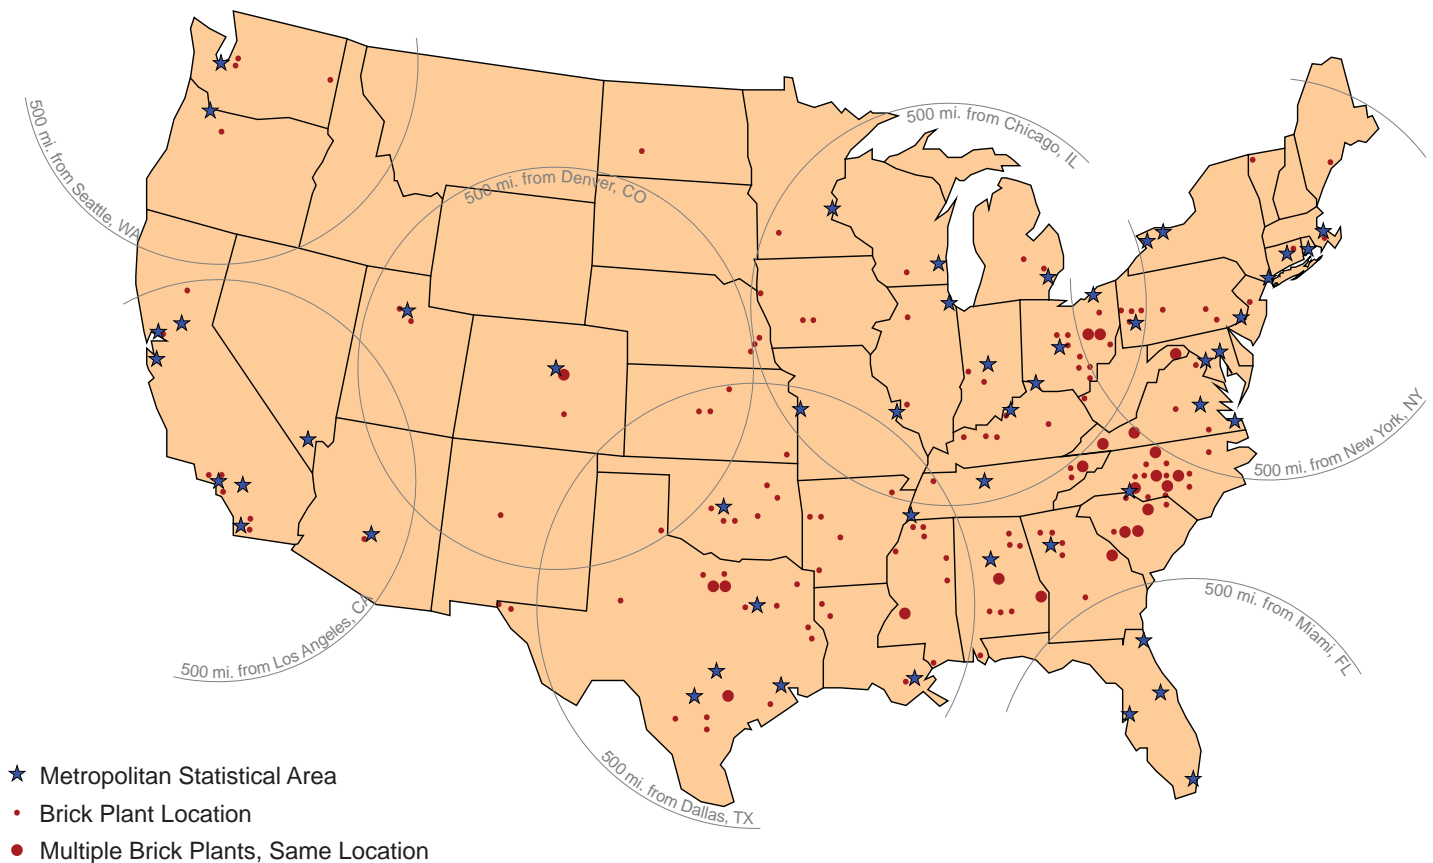 500 mi. from Seattle, WA
500 mi. from Denver, CO
500 mi. from Chicago, IL
500 mi. from New York, NY
500 mi. from Los Angeles, CA
500 mi. from Miami, FL
500 mi. from Dallas, TX
Metropolitan Statistical Area
Brick Plant Location
Multiple Brick Plants, Same Location